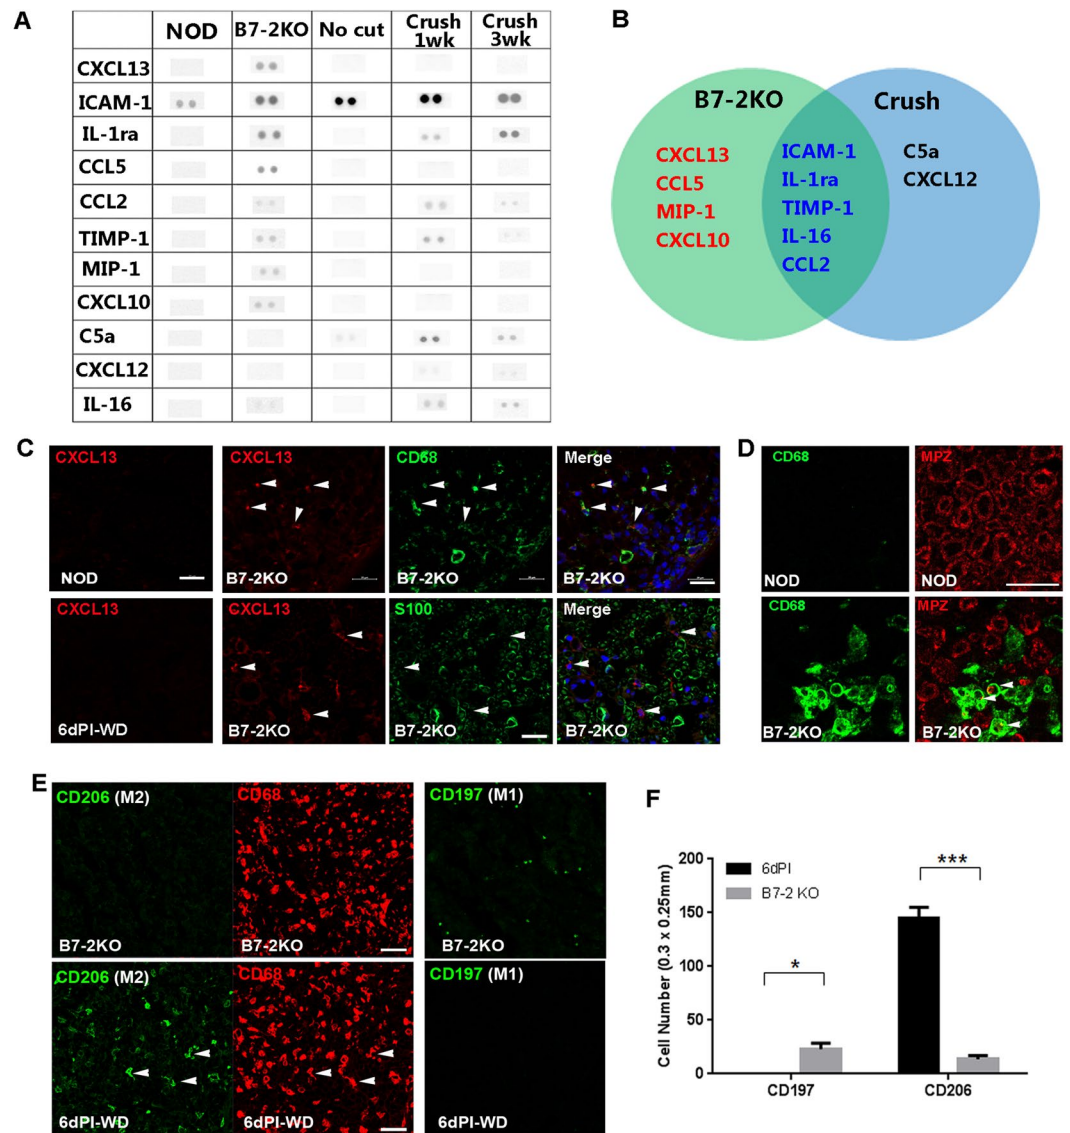 A
NOD B7-2KO No cut Crush 1wk Crush 3wk
CXCL13
ICAM-1
IL-1ra
CCL5
CCL2
TIMP-1
MIP-1
CXCL10
C5a
CXCL12
IL-16
B
B7-2KO Crush
CXCL13
CCL5
MIP-1
CXCL10
ICAM-1
IL-1ra
TIMP-1
IL-16
CCL2
C5a
CXCL12
C
CXCL13 CXCL13 CD68 Merge
NOD B7-2KO B7-2KO B7-2KO
CXCL13 CXCL13 S100 Merge
6dPI-WD B7-2KO B7-2KO B7-2KO
D
CD68 MPZ
NOD NOD
CD68 MPZ
B7-2KO B7-2KO
E
CD206 (M2) CD68 CD197 (M1)
B7-2KO B7-2KO
CD206 (M2) CD68 CD197 (M1)
6dPI-WD 6dPI-WD 6dPI-WD
F
Cell Number (0.3 x 0.25mm)
200
150
100
50
0
6dPI
B7-2 KO
*
***
CD197 CD206